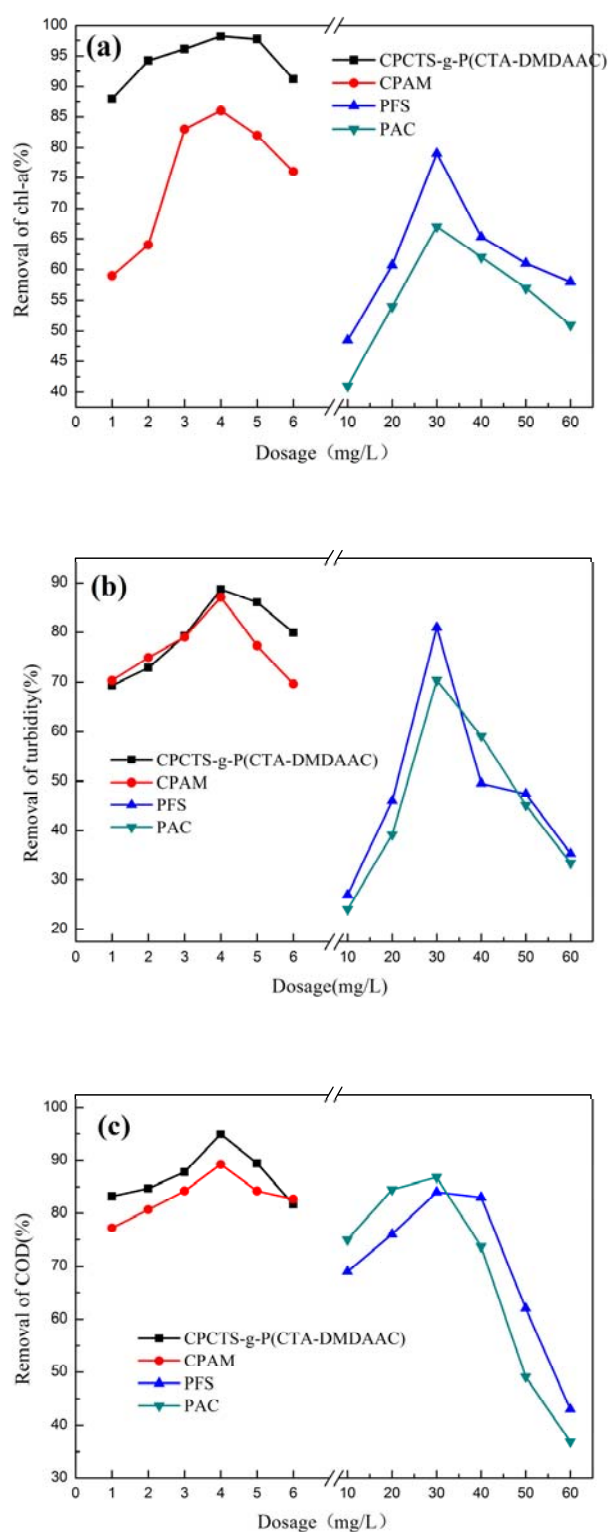 (a)
100
95
90
85
80
75
70
65
60
55
50
45
40
Removal of chl-a(%)
CPCTS-g-P(CTA-DMDAAC)
CPAM
PFS
PAC
0 1 2 3 4 5 6 10 20 30 40 50 60
Dosage (mg/L)
(b)
90
80
70
60
50
40
30
20
Removal of turbidity(%)
CPCTS-g-P(CTA-DMDAAC)
CPAM
PFS
PAC
0 1 2 3 4 5 6 10 20 30 40 50 60
Dosage(mg/L)
(c)
100
90
80
70
60
50
40
30
Removal of COD(%)
CPCTS-g-P(CTA-DMDAAC)
CPAM
PFS
PAC
0 1 2 3 4 5 6 10 20 30 40 50 60
Dosage (mg/L)